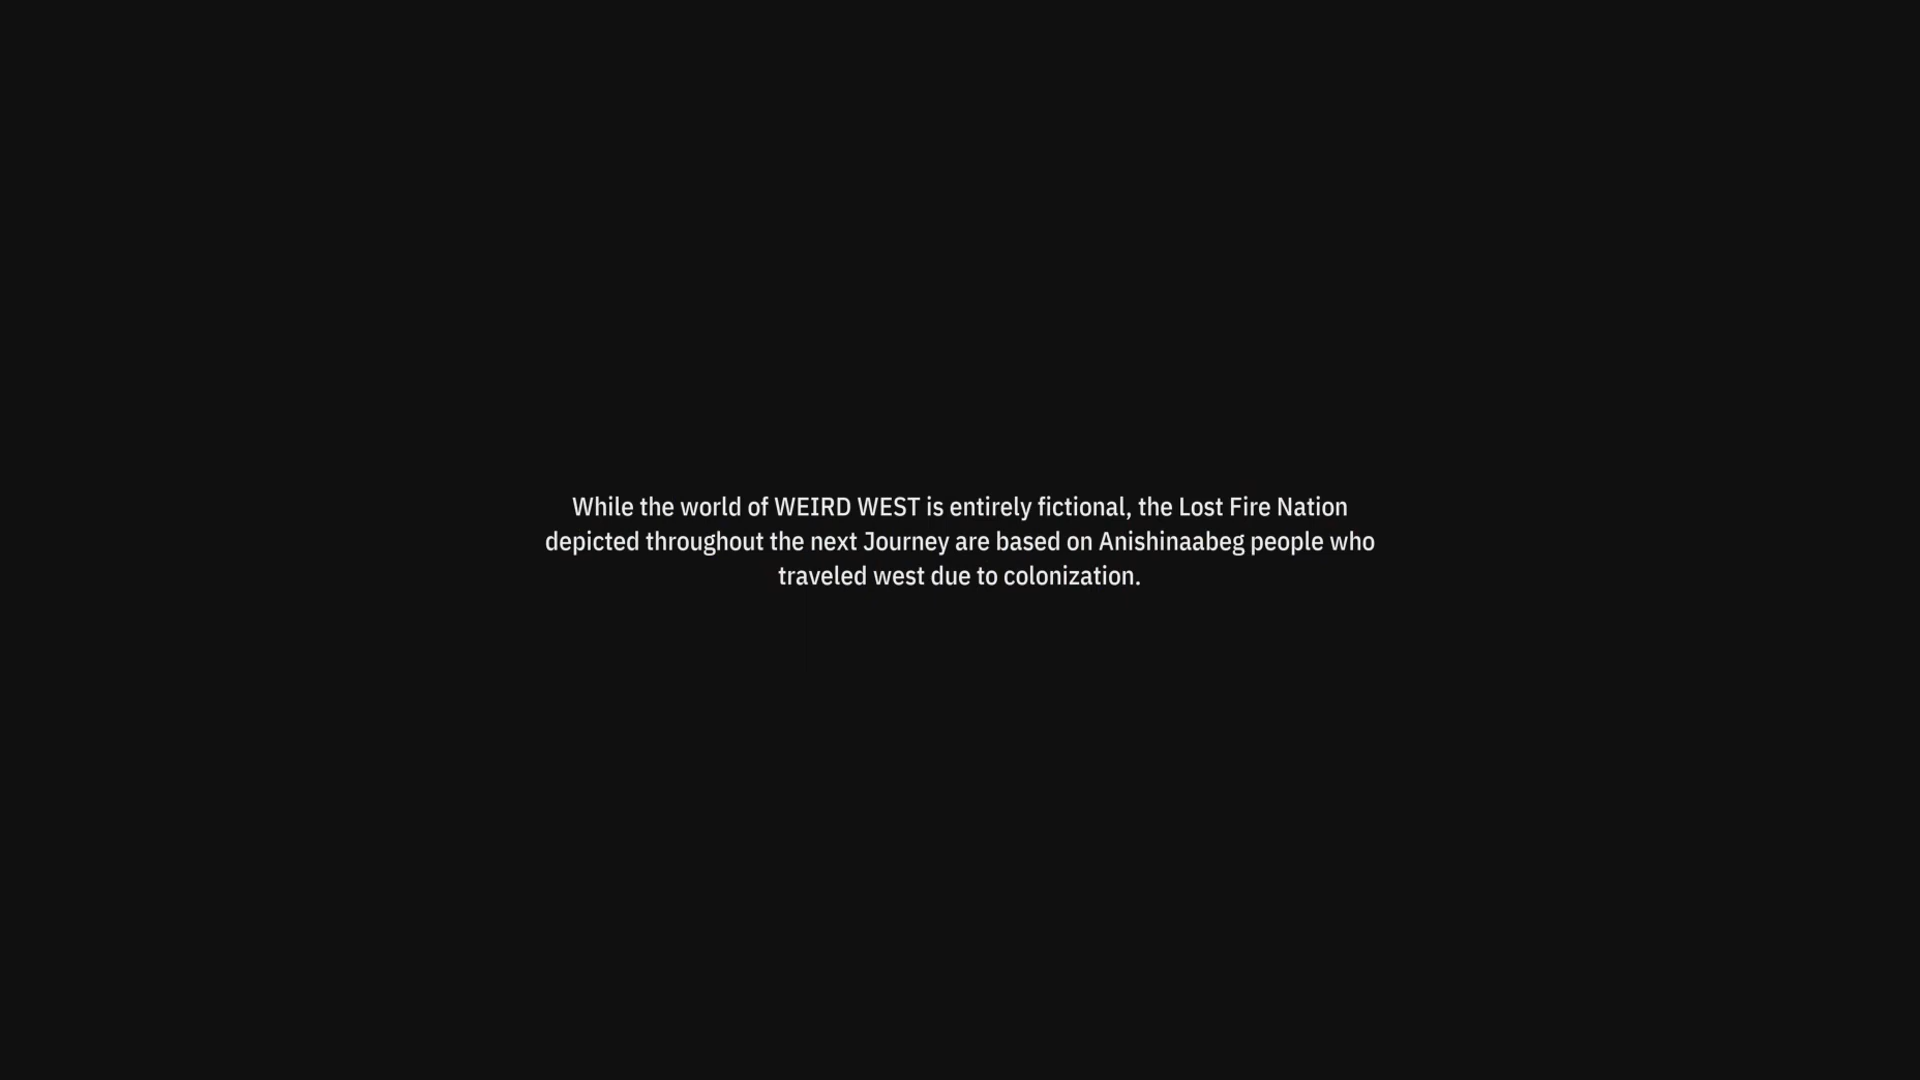 While the world of WEIRD WEST is entirely fictional, the Lost Fire Nation
depicted throughout the next Journey are based on Anishinaabeg people who
traveled west due to colonization.